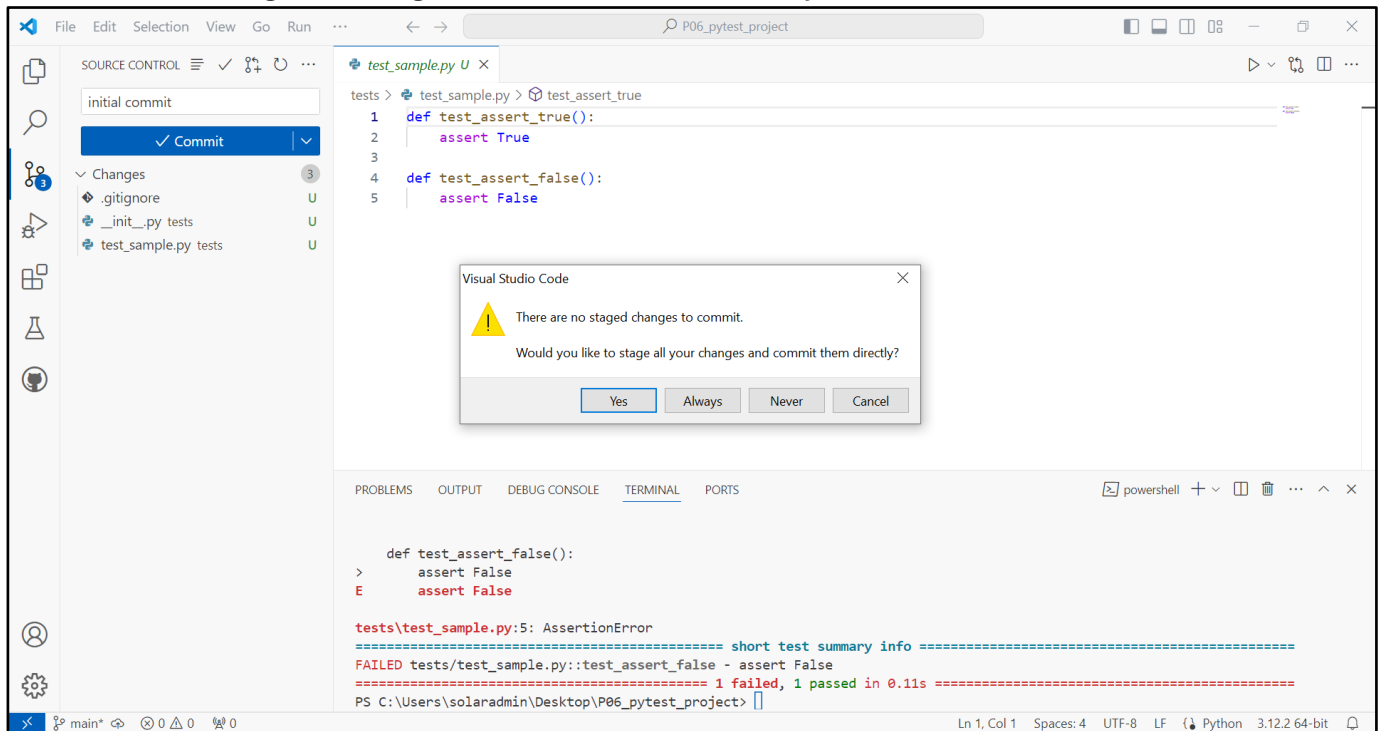 File Edit Selection View Go Run ··· P06_pytest_project
SOURCE CONTROL ···
initial commit
Commit
Changes 3
.gitignore U
__init__.py tests U
test_sample.py tests U
test_sample.py U
···
tests > test_sample.py > test_assert_true
1 def test_assert_true():
2 assert True
3
4 def test_assert_false():
5 assert False
3
Visual Studio Code
There are no staged changes to commit.
Would you like to stage all your changes and commit them directly?
Yes Always Never Cancel
PROBLEMS OUTPUT DEBUG CONSOLE TERMINAL PORTS powershell ···
def test_assert_false():
> assert False
E assert False
tests\test_sample.py:5: AssertionError
============================================== short test summary info ===============================================
FAILED tests/test_sample.py::test_assert_false - assert False
============================================ 1 failed, 1 passed in 0.11s =============================================
PS C:\Users\solaradmin\Desktop\P06_pytest_project>
main* 0 0 0 Ln 1, Col 1 Spaces: 4 UTF-8 LF Python 3.12.2 64-bit